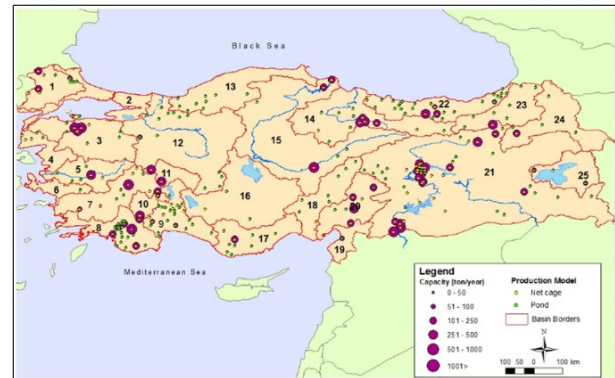 Black Sea
1
2
13
22
23
3
14
24
12
15
4
5
11
21
25
6
16
7
10
18
20
9
8
17
19
Mediterranean Sea
Legend
Capacity (ton/year)
0 - 50
51 - 100
101 - 250
251 - 500
501 - 1000
1001>
Production Model
Net cage
Pond
Basin Borders
N
100 50 0 100 km